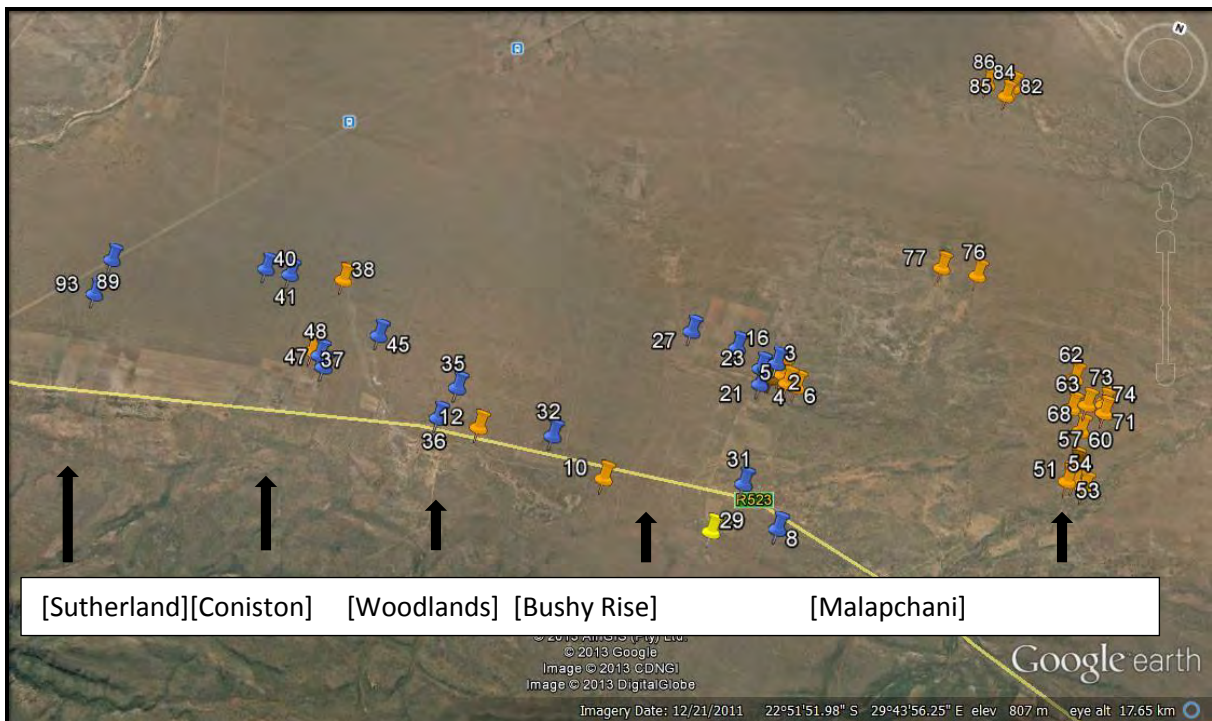 N
86 84
85 82
77 76
40 38
93 89
41
48
47 37 45
27 16 3
23
5 2
21 4 6
62
63 73
74
68 71
57 60
35
12 32
36
10 31
51 54
53
R523
29 8
[Sutherland][Coniston] [Woodlands] [Bushy Rise] [Malapchani]
© 2013 AfriGIS (Pty) Ltd.
© 2013 Google
Image © 2013 CDNGI
Image © 2013 DigitalGlobe
Google earth
Imagery Date: 12/21/2011 22°51'51.98" S 29°43'56.25" E elev 807 m eye alt 17.65 km